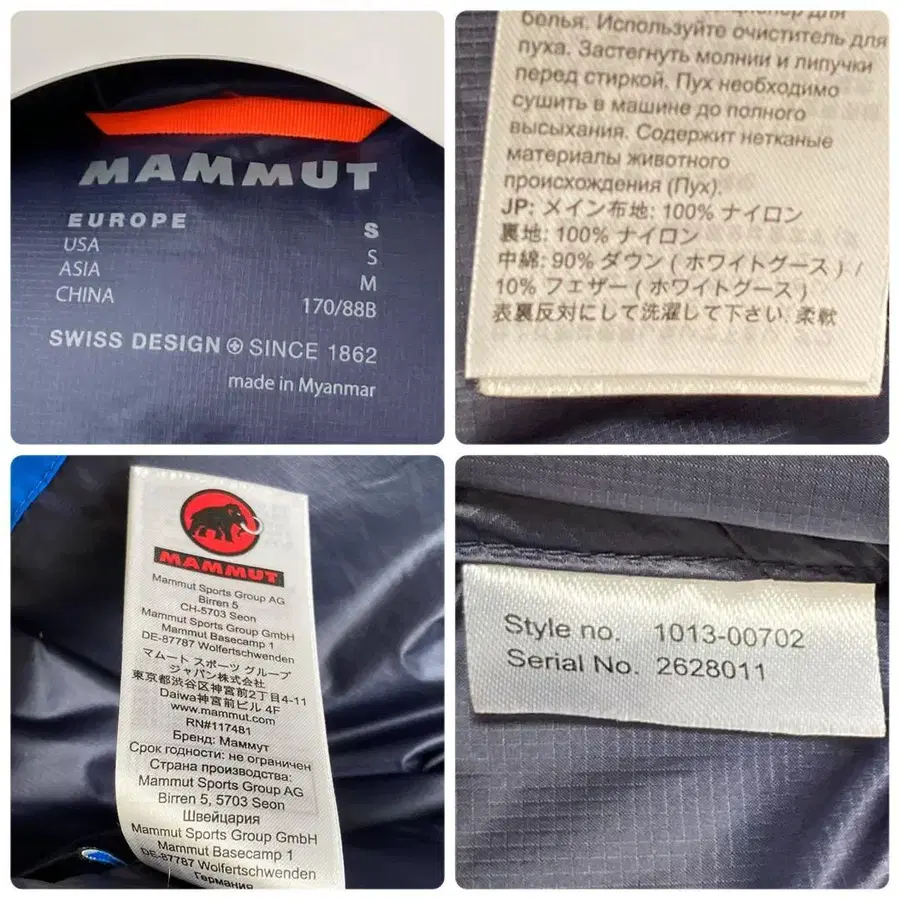 MAMMUT
EUROPE S
USA S
ASIA M
CHINA 170/88B
SWISS DESIGN SINCE 1862
made in Myanmar
для
белья. Используйте очиститель для
пуха. Застегнуть молнии и липучки
перед стиркой. Пух необходимо
сушить в машине до полного
высыхания. Содержит нетканые
материалы животного
происхождения (Пух).
JP: メイン布地: 100% ナイロン
裏地: 100% ナイロン
中綿: 90% ダウン ( ホワイトグース ) /
10% フェザー ( ホワイトグース )
表裏反対にして洗濯して下さい. 柔軟
MAMMUT
Mammut Sports Group AG
Birren 5
CH-5703 Seon
Mammut Sports Group GmbH
Mammut Basecamp 1
DE-87787 Wolfertschwenden
マムート スポーツ グループ
ジャパン株式会社
東京都渋谷区神宮前2丁目4-11
Daiwa神宮前ビル 4F
www.mammut.com
RN#117481
Бренд: Маммут
Срок годности: не ограничен
Страна производства:
Mammut Sports Group AG
Birren 5, 5703 Seon
Швейцария
Mammut Sports Group GmbH
Mammut Basecamp 1
DE-87787 Wolfertschwenden
Германия
Style no. 1013-00702
Serial No. 2628011